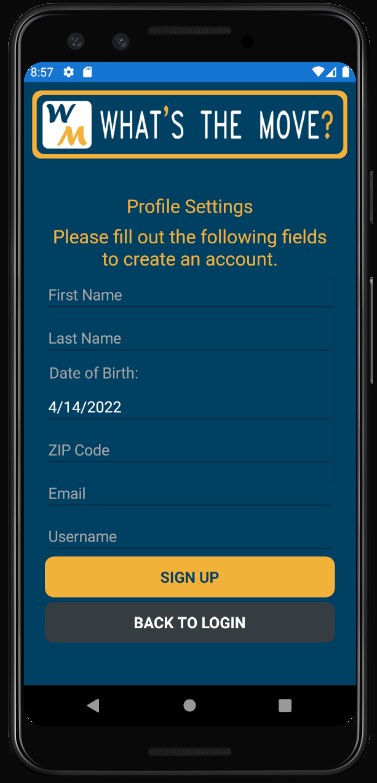 8:57
WM WHAT'S THE MOVE?
Profile Settings
Please fill out the following fields
to create an account.
First Name
Last Name
Date of Birth:
4/14/2022
ZIP Code
Email
Username
SIGN UP
BACK TO LOGIN